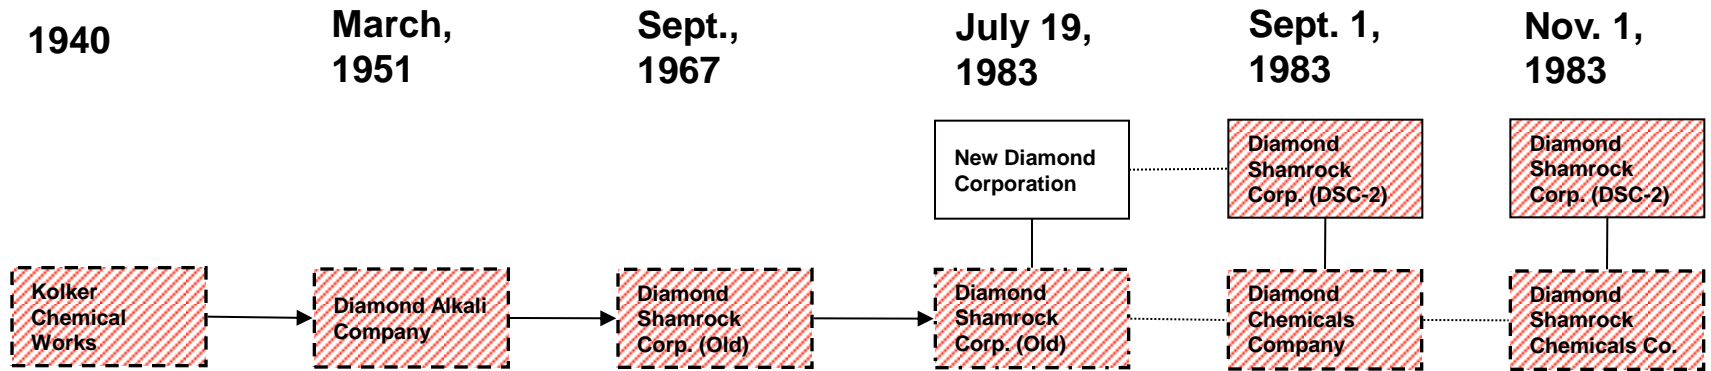 1940
March,
1951
Sept.,
1967
July 19,
1983
Sept. 1,
1983
Nov. 1,
1983
New Diamond
Corporation
Diamond
Shamrock
Corp. (DSC-2)
Diamond
Shamrock
Corp. (DSC-2)
Kolker
Chemical
Works
Diamond Alkali
Company
Diamond
Shamrock
Corp. (Old)
Diamond
Shamrock
Corp. (Old)
Diamond
Chemicals
Company
Diamond
Shamrock
Chemicals Co.